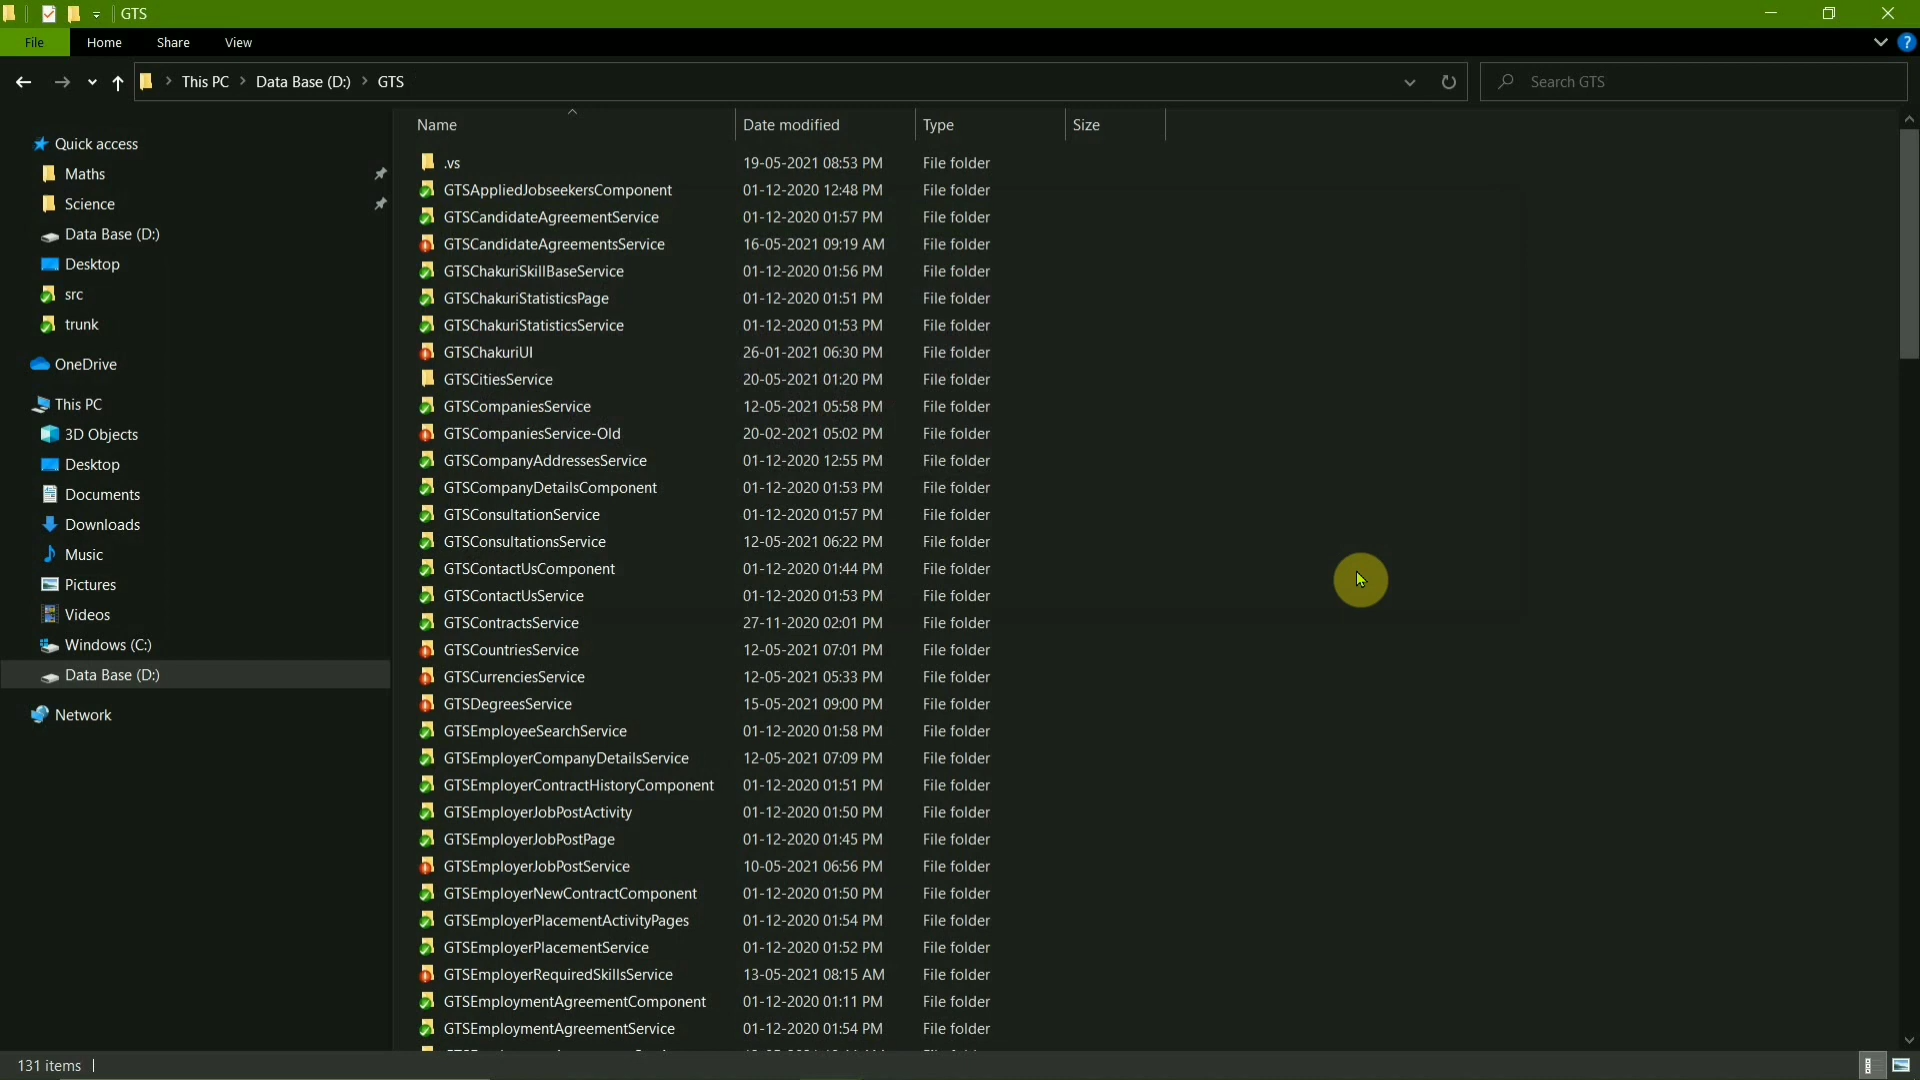 GTS
File Home Share View
This PC Data Base (D:) GTS
Search GTS
Quick access
Maths
Science
Data Base (D:)
Desktop
src
trunk
OneDrive
This PC
3D Objects
Desktop
Documents
Downloads
Music
Pictures
Videos
Windows (C:)
Data Base (D:)
Network
Name Date modified Type Size
.vs 19-05-2021 08:53 PM File folder
GTSAppliedJobseekersComponent 01-12-2020 12:48 PM File folder
GTSCandidateAgreementService 01-12-2020 01:57 PM File folder
GTSCandidateAgreementsService 16-05-2021 09:19 AM File folder
GTSChakuriSkillBaseService 01-12-2020 01:56 PM File folder
GTSChakuriStatisticsPage 01-12-2020 01:51 PM File folder
GTSChakuriStatisticsService 01-12-2020 01:53 PM File folder
GTSChakuriUI 26-01-2021 06:30 PM File folder
GTSCitiesService 20-05-2021 01:20 PM File folder
GTSCompaniesService 12-05-2021 05:58 PM File folder
GTSCompaniesService-Old 20-02-2021 05:02 PM File folder
GTSCompanyAddressesService 01-12-2020 12:55 PM File folder
GTSCompanyDetailsComponent 01-12-2020 01:53 PM File folder
GTSConsultationService 01-12-2020 01:57 PM File folder
GTSConsultationsService 12-05-2021 06:22 PM File folder
GTSContactUsComponent 01-12-2020 01:44 PM File folder
GTSContactUsService 01-12-2020 01:53 PM File folder
GTSContractsService 27-11-2020 02:01 PM File folder
GTSCountriesService 12-05-2021 07:01 PM File folder
GTSCurrenciesService 12-05-2021 05:33 PM File folder
GTSDegreesService 15-05-2021 09:00 PM File folder
GTSEmployeeSearchService 01-12-2020 01:58 PM File folder
GTSEmployerCompanyDetailsService 12-05-2021 07:09 PM File folder
GTSEmployerContractHistoryComponent 01-12-2020 01:51 PM File folder
GTSEmployerJobPostActivity 01-12-2020 01:50 PM File folder
GTSEmployerJobPostPage 01-12-2020 01:45 PM File folder
GTSEmployerJobPostService 10-05-2021 06:56 PM File folder
GTSEmployerNewContractComponent 01-12-2020 01:50 PM File folder
GTSEmployerPlacementActivityPages 01-12-2020 01:54 PM File folder
GTSEmployerPlacementService 01-12-2020 01:52 PM File folder
GTSEmployerRequiredSkillsService 13-05-2021 08:15 AM File folder
GTSEmploymentAgreementComponent 01-12-2020 01:11 PM File folder
GTSEmploymentAgreementService 01-12-2020 01:54 PM File folder
131 items